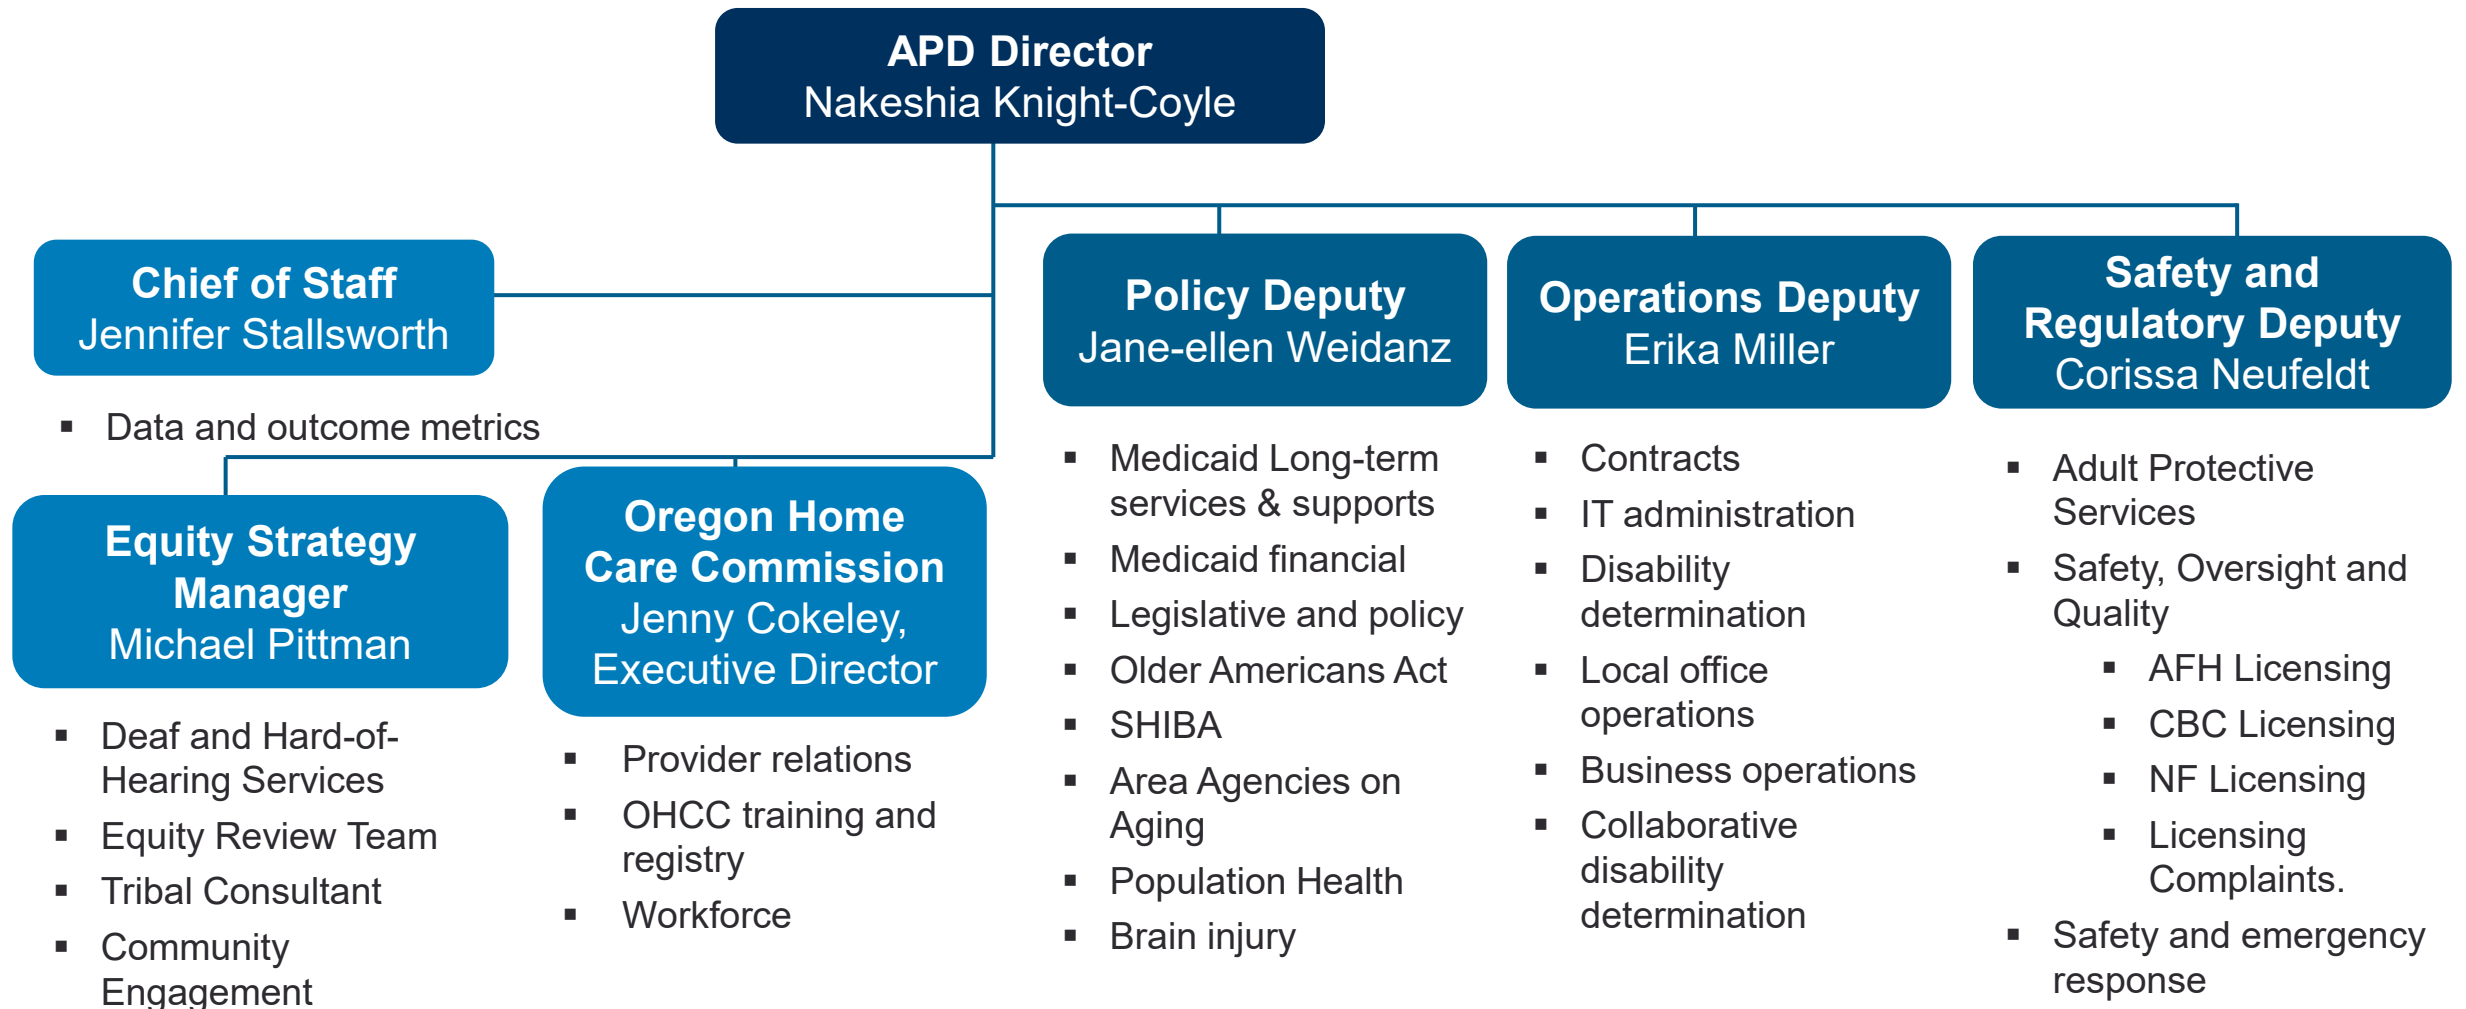 APD Director
Nakeshia Knight-Coyle
Chief of Staff
Jennifer Stallsworth
▪ Data and outcome metrics
Equity Strategy
Manager
Michael Pittman
▪ Deaf and Hard-of-
Hearing Services
▪ Equity Review Team
▪ Tribal Consultant
▪ Community
Engagement
Oregon Home
Care Commission
Jenny Cokeley,
Executive Director
▪ Provider relations
▪ OHCC training and
registry
▪ Workforce
Policy Deputy
Jane-ellen Weidanz
▪ Medicaid Long-term
services & supports
▪ Medicaid financial
▪ Legislative and policy
▪ Older Americans Act
▪ SHIBA
▪ Area Agencies on
Aging
▪ Population Health
▪ Brain injury
Operations Deputy
Erika Miller
▪ Contracts
▪ IT administration
▪ Disability
determination
▪ Local office
operations
▪ Business operations
▪ Collaborative
disability
determination
Safety and
Regulatory Deputy
Corissa Neufeldt
▪ Adult Protective
Services
▪ Safety, Oversight and
Quality
▪ AFH Licensing
▪ CBC Licensing
▪ NF Licensing
▪ Licensing
Complaints.
▪ Safety and emergency
response